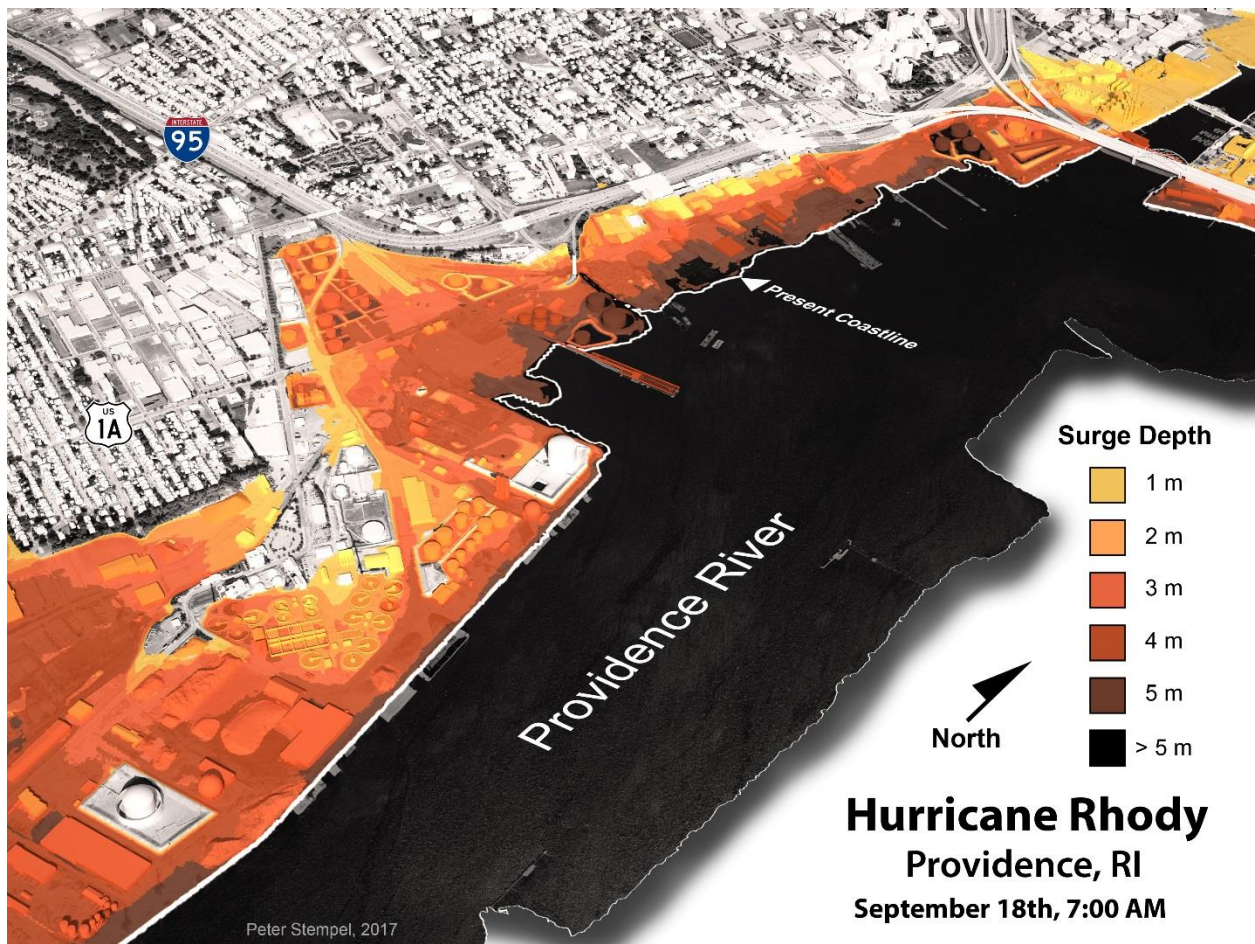 INTERSTATE
95
US
1A
Present Coastline
Providence River
Surge Depth
1 m
2 m
3 m
4 m
5 m
> 5 m
North
Hurricane Rhody
Providence, RI
September 18th, 7:00 AM
Peter Stempel, 2017